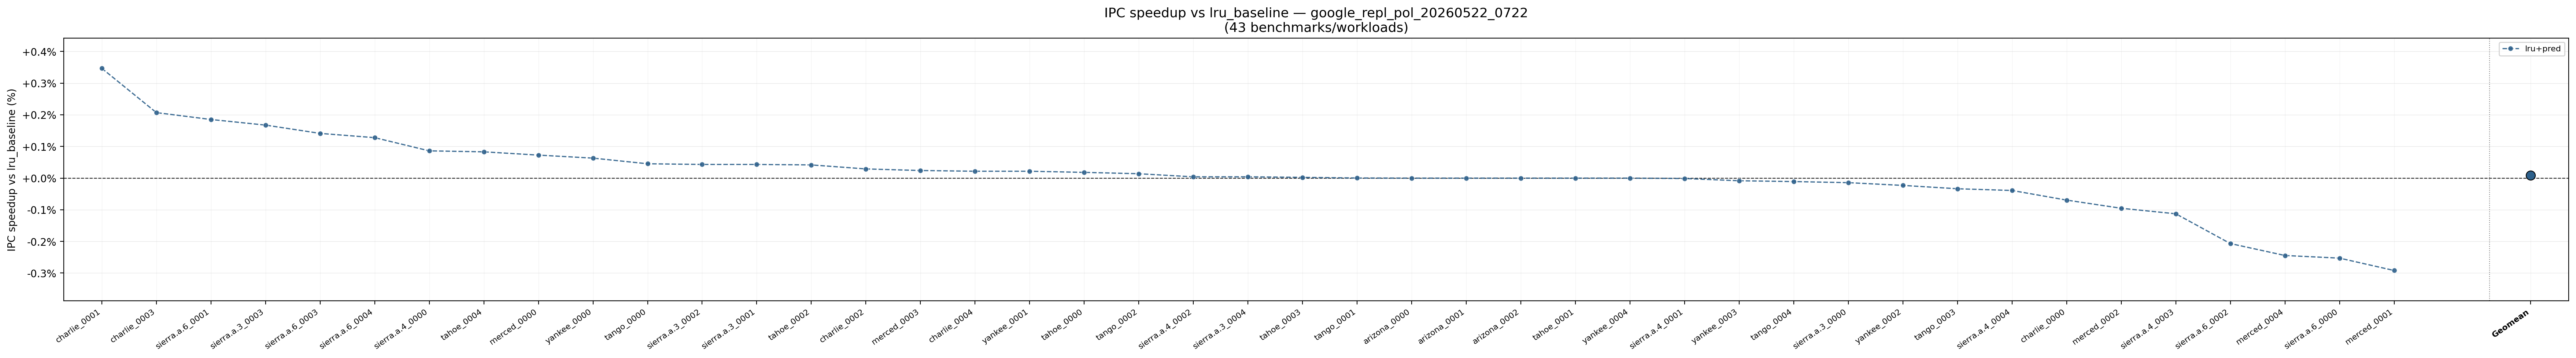 IPC speedup vs lru_baseline — google_repl_pol_20260522_0722
(43 benchmarks/workloads)
IPC speedup vs lru_baseline (%)
+0.4%
+0.3%
+0.2%
+0.1%
+0.0%
-0.1%
-0.2%
-0.3%
lru+pred
charlie_0001
charlie_0003
sierra.a.6_0001
sierra.a.3_0003
sierra.a.6_0003
sierra.a.6_0004
sierra.a.4_0000
tahoe_0004
merced_0000
yankee_0000
tango_0000
sierra.a.3_0002
sierra.a.3_0001
tahoe_0002
charlie_0002
merced_0003
charlie_0004
yankee_0001
tahoe_0000
tango_0002
sierra.a.4_0002
sierra.a.3_0004
tahoe_0003
tango_0001
arizona_0000
arizona_0001
arizona_0002
tahoe_0001
yankee_0004
sierra.a.4_0001
yankee_0003
tango_0004
sierra.a.3_0000
yankee_0002
tango_0003
sierra.a.4_0004
charlie_0000
merced_0002
sierra.a.4_0003
sierra.a.6_0002
merced_0004
sierra.a.6_0000
merced_0001
Geomean